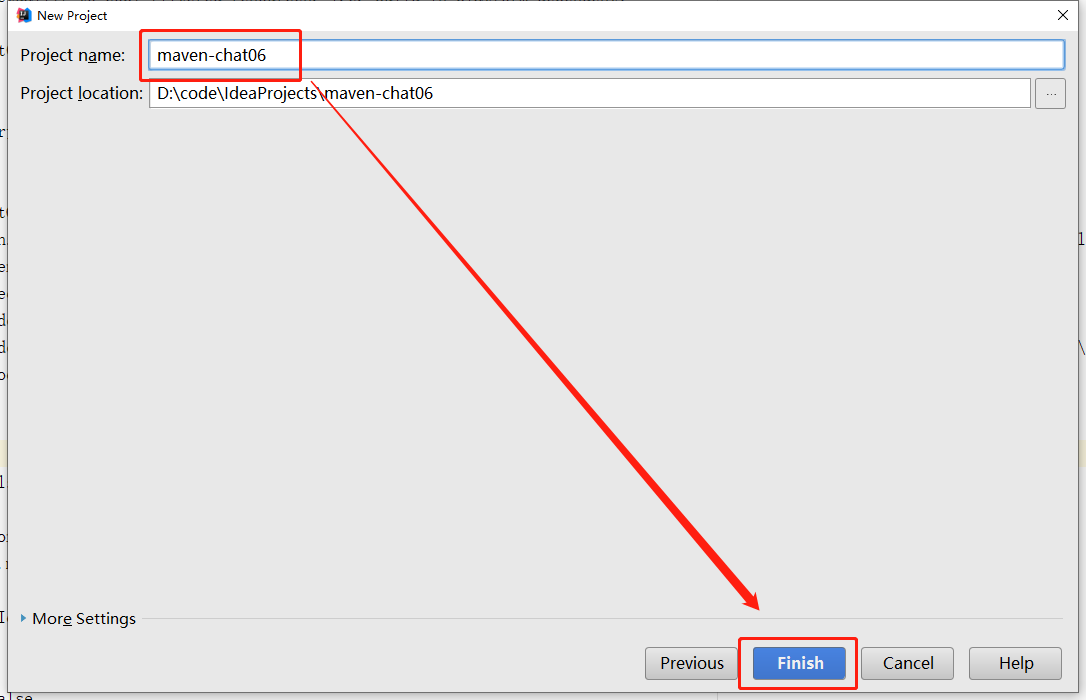 New Project
Project name: maven-chat06
Project location: D:\code\IdeaProjects\maven-chat06
...
More Settings
Previous Finish Cancel Help